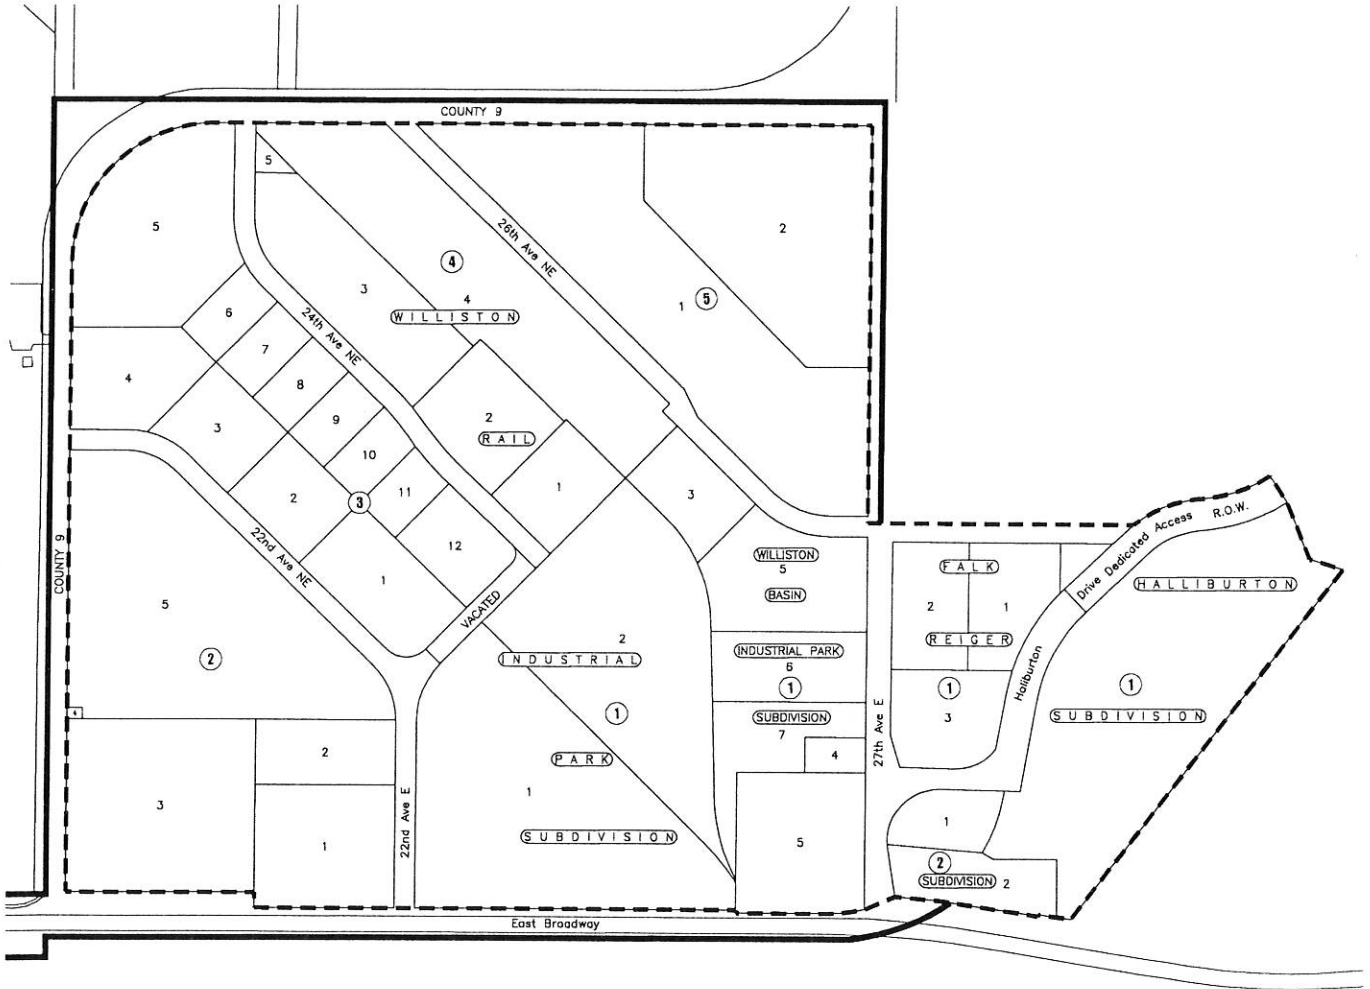 COUNTY 9
5
5
2
26th Ave NE
4
3
4
1
5
WILLISTON
6
24th Ave NE
7
8
4
9
3
2
RAIL
10
1
11
3
2
3
12
22nd Ave NE
1
COUNTY 9
VACATED
5
2
4
3
2
1
22nd Ave E
2
INDUSTRIAL
1
PARK
1
SUBDIVISION
WILLISTON
5
BASIN
INDUSTRIAL PARK
6
1
SUBDIVISION
7
4
5
27th Ave E
FALK
2
1
REIGER
1
3
Haliburton
Drive Dedicated Access R.O.W.
HALLIBURTON
1
SUBDIVISION
1
2
SUBDIVISION 2
East Broadway